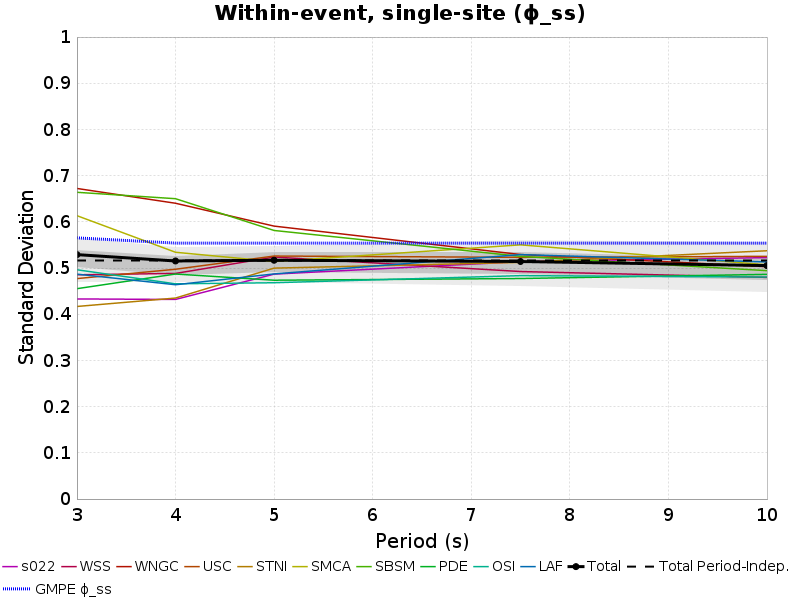 Within-event, single-site (ϕ_ss)
1
0.9
0.8
0.7
0.6
0.5
0.4
0.3
0.2
0.1
0
Standard Deviation
3 4 5 6 7 8 9 10
Period (s)
s022 WSS WNGC USC STNI SMCA SBSM PDE OSI LAF Total Total Period-Indep.
GMPE ϕ_ss